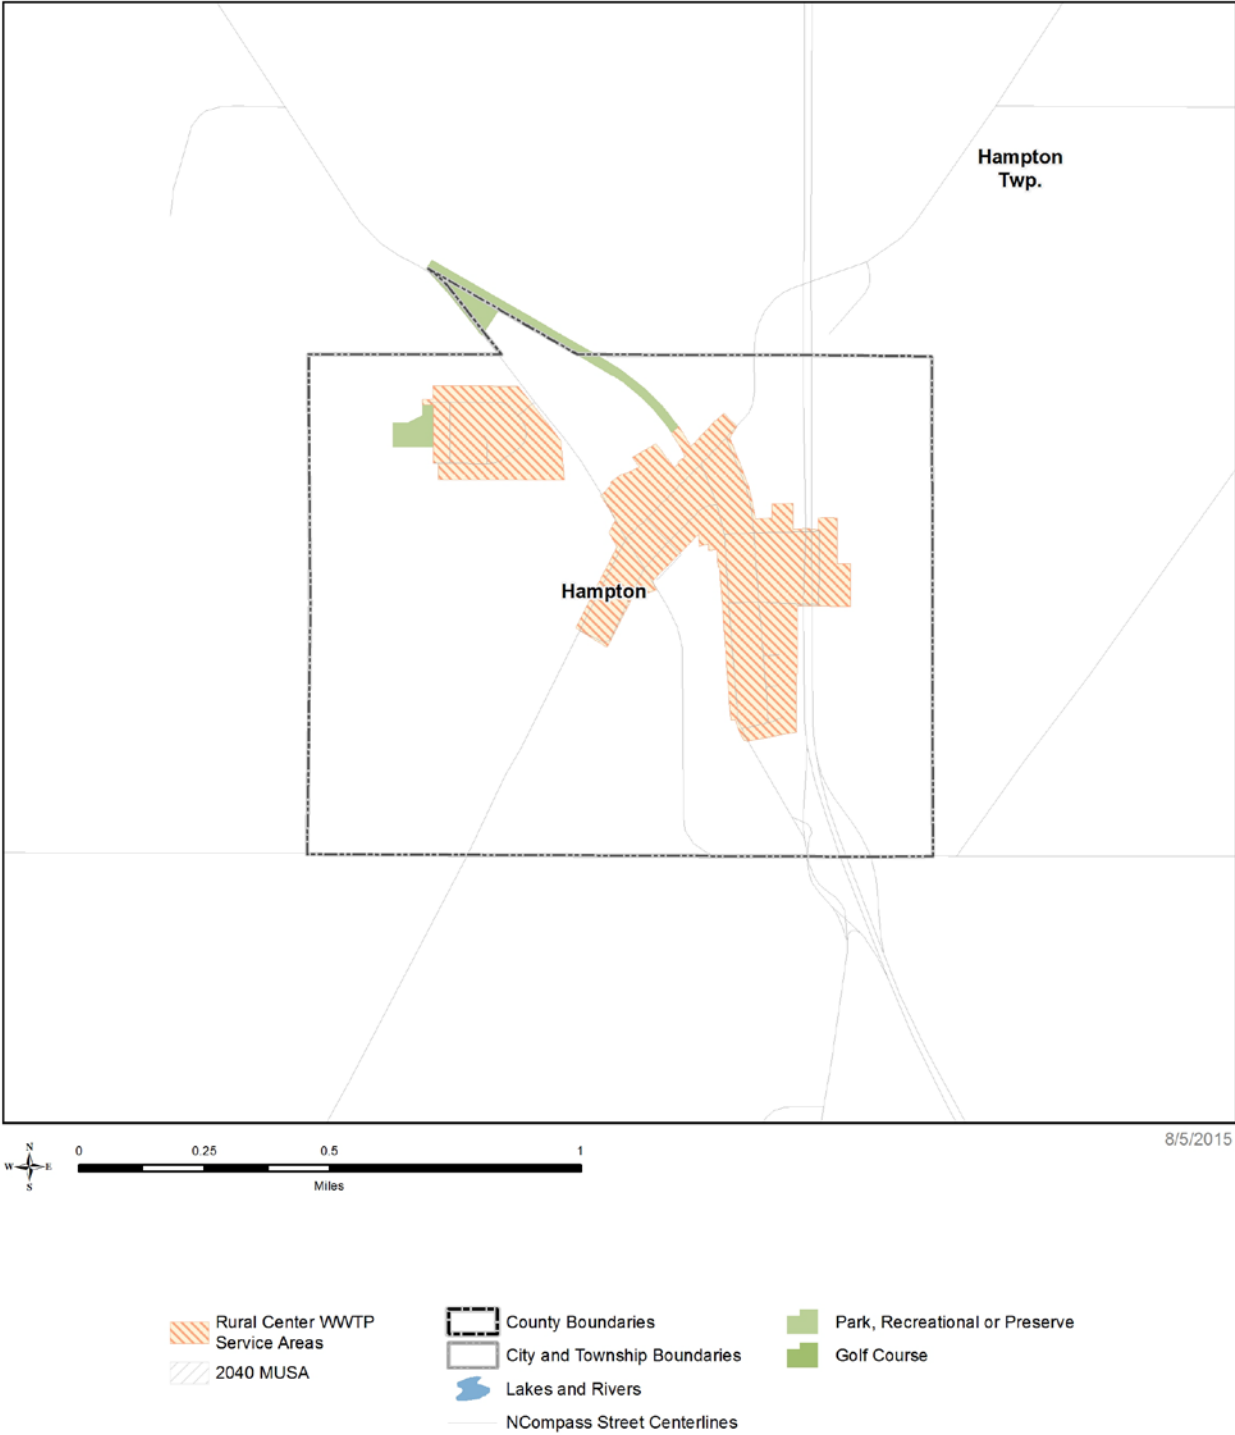 Hampton
Twp.
Hampton
8/5/2015
N
W E
S
0 0.25 0.5 1
Miles
Rural Center WWTP
Service Areas
2040 MUSA
County Boundaries
City and Township Boundaries
Lakes and Rivers
NCompass Street Centerlines
Park, Recreational or Preserve
Golf Course